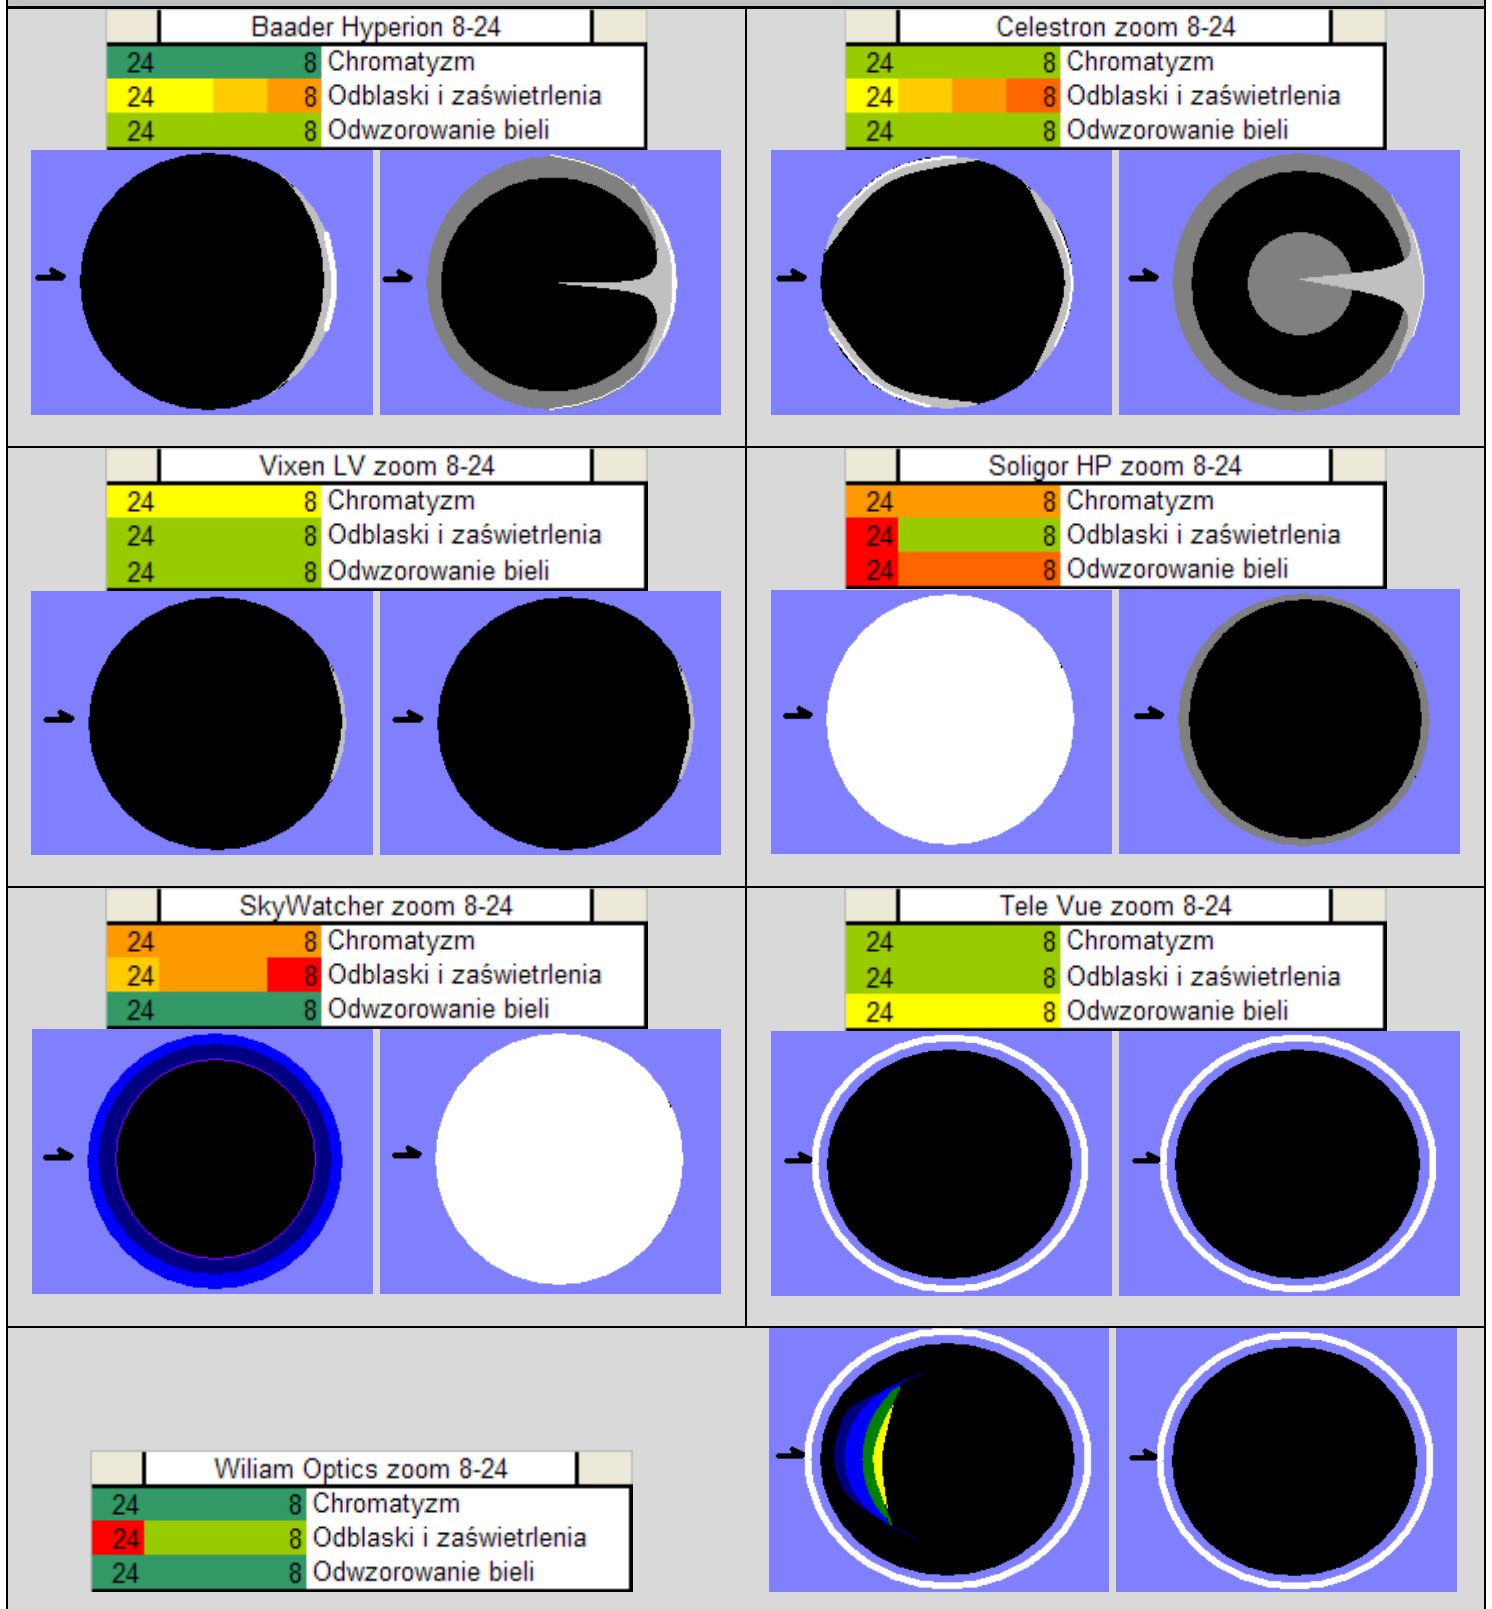 Baader Hyperion 8-24
24 8 Chromatyzm
24 8 Odblaski i zaświetrlenia
24 8 Odwzorowanie bieli
Celestron zoom 8-24
24 8 Chromatyzm
24 8 Odblaski i zaświetrlenia
24 8 Odwzorowanie bieli
Vixen LV zoom 8-24
24 8 Chromatyzm
24 8 Odblaski i zaświetrlenia
24 8 Odwzorowanie bieli
Soligor HP zoom 8-24
24 8 Chromatyzm
24 8 Odblaski i zaświetrlenia
24 8 Odwzorowanie bieli
SkyWatcher zoom 8-24
24 8 Chromatyzm
24 8 Odblaski i zaświetrlenia
24 8 Odwzorowanie bieli
Tele Vue zoom 8-24
24 8 Chromatyzm
24 8 Odblaski i zaświetrlenia
24 8 Odwzorowanie bieli
Wiliam Optics zoom 8-24
24 8 Chromatyzm
24 8 Odblaski i zaświetrlenia
24 8 Odwzorowanie bieli